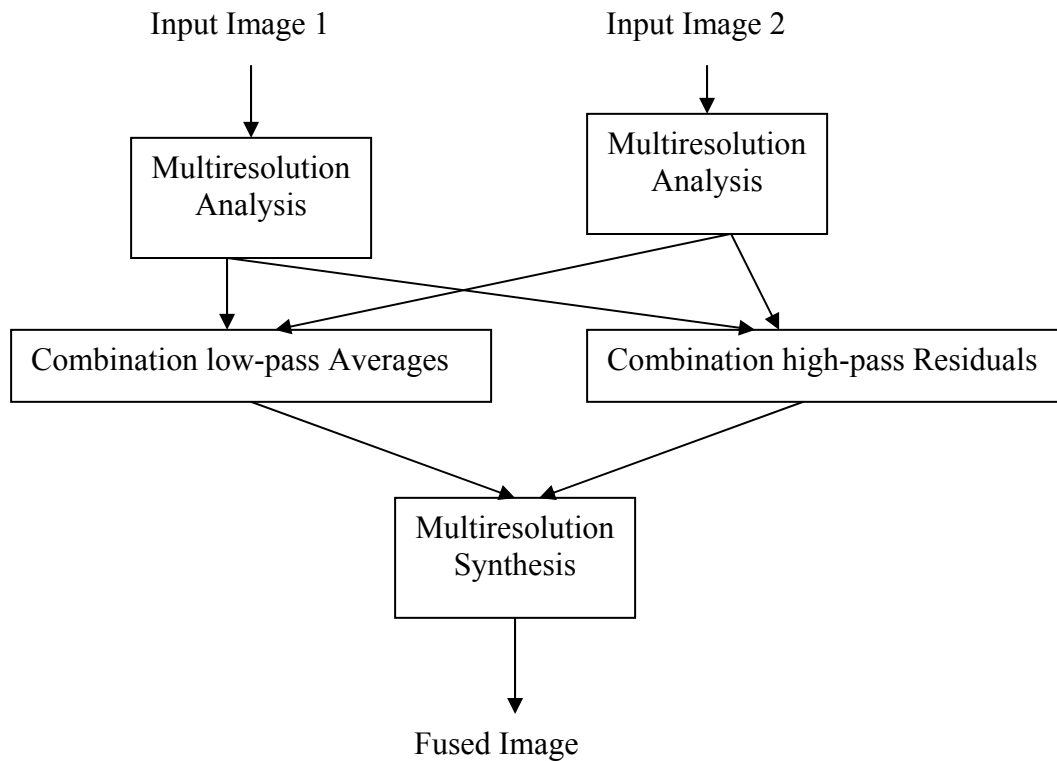 Input Image 1
Input Image 2
Multiresolution
Analysis
Multiresolution
Analysis
Combination low-pass Averages
Combination high-pass Residuals
Multiresolution
Synthesis
Fused Image